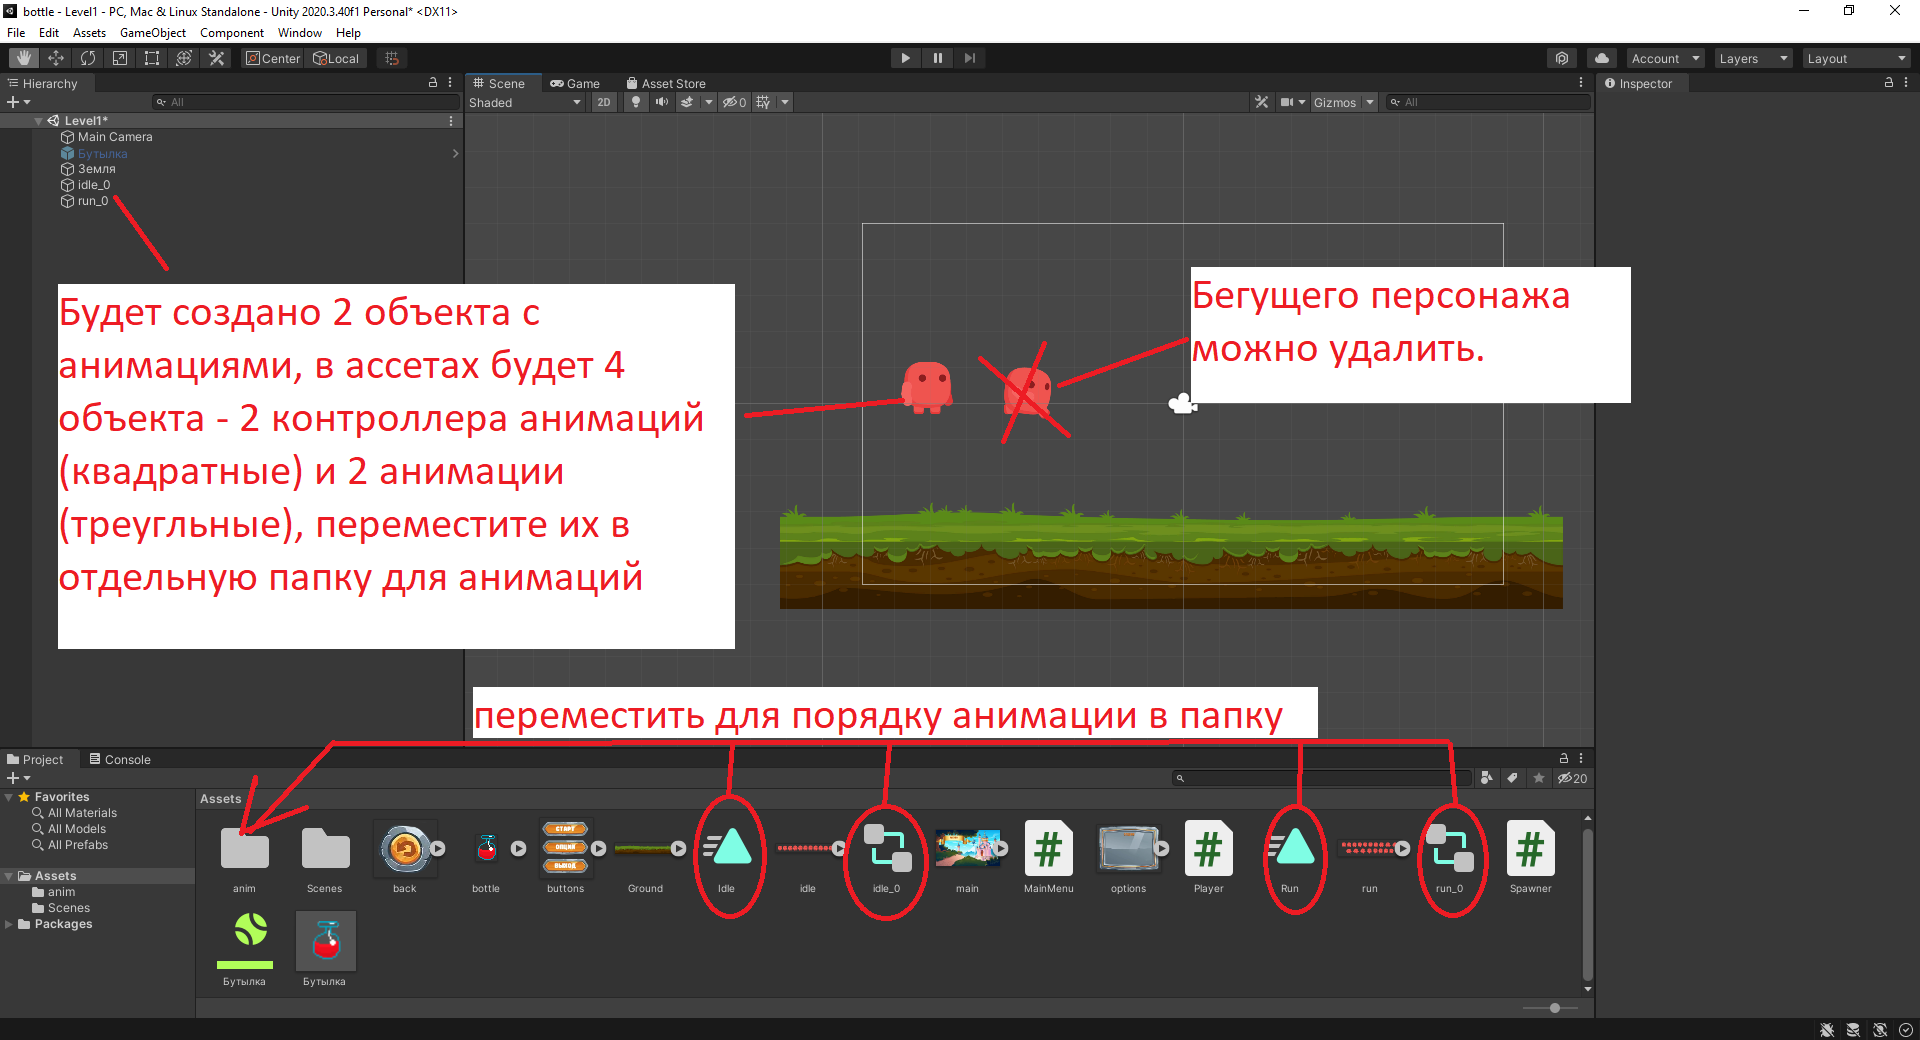 bottle - Level1 - PC, Mac & Linux Standalone - Unity 2020.3.40f1 Personal* <DX11>
File Edit Assets GameObject Component Window Help
Center Local
Account Layers Layout
Hierarchy
All
Level1*
Main Camera
Бутылка
Земля
idle_0
run_0
Scene Game Asset Store
Shaded 2D 0 Gizmos All
Inspector
Будет создано 2 объекта с
анимациями, в ассетах будет 4
объекта - 2 контроллера анимаций
(квадратные) и 2 анимации
(треугльные), переместите их в
отдельную папку для анимаций
Бегущего персонажа
можно удалить.
переместить для порядку анимации в папку
Project Console
20
Favorites
All Materials
All Models
All Prefabs
Assets
anim
Scenes
Packages
Assets
СТАРТ
ОПЦИИ
ВЫХОД
anim Scenes back bottle buttons Ground Idle idle idle_0 main MainMenu options Player Run run run_0 Spawner
Бутылка Бутылка